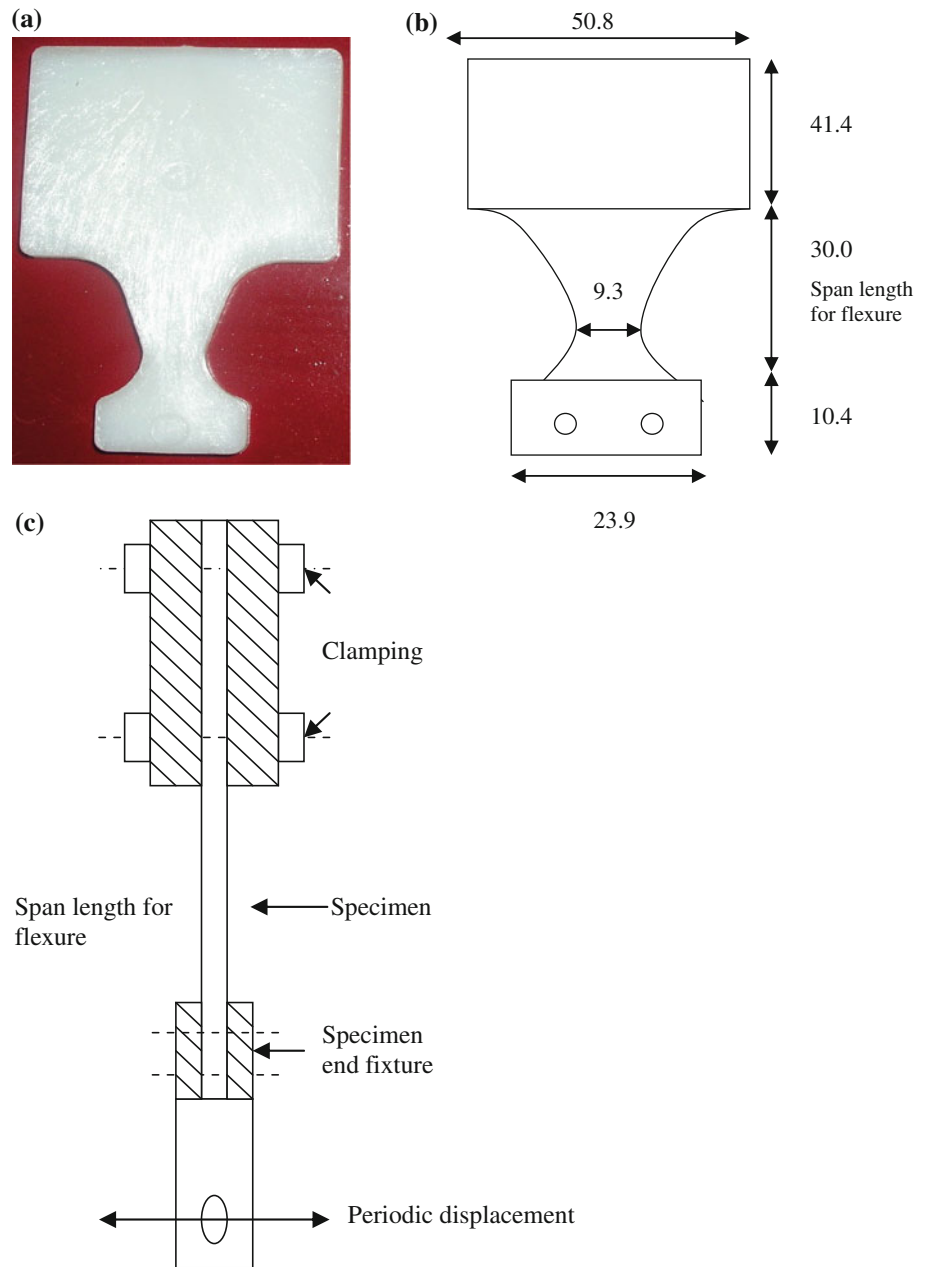 (a)
(b)
50.8
41.4
30.0
Span length
for flexure
9.3
10.4
23.9
(c)
Clamping
Span length for
flexure
Specimen
Specimen
end fixture
Periodic displacement